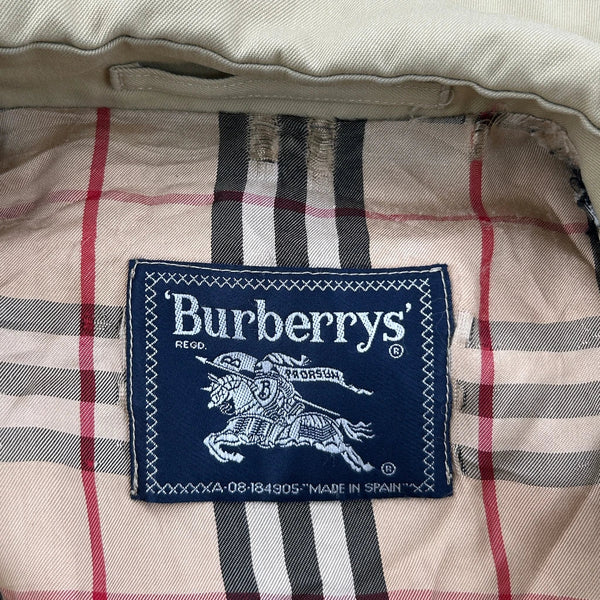 'Burberrys'
REGD.
®
B PRORSUM
B
®
A-08-184905-"MADE IN SPAIN"